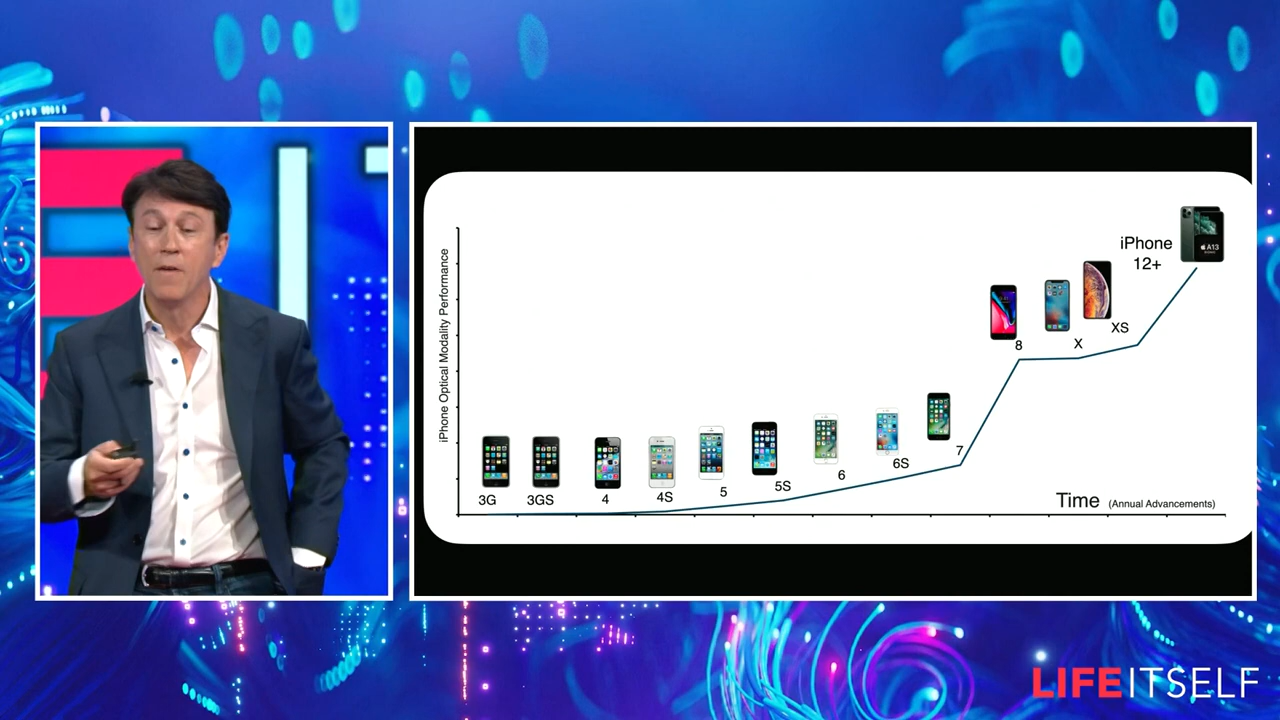 iPhone Optical Modality Performance
3G
3GS
4
4S
5
5S
6
6S
7
8
X
XS
iPhone
12+
A13
Time (Annual Advancements)
LIFEITSELF